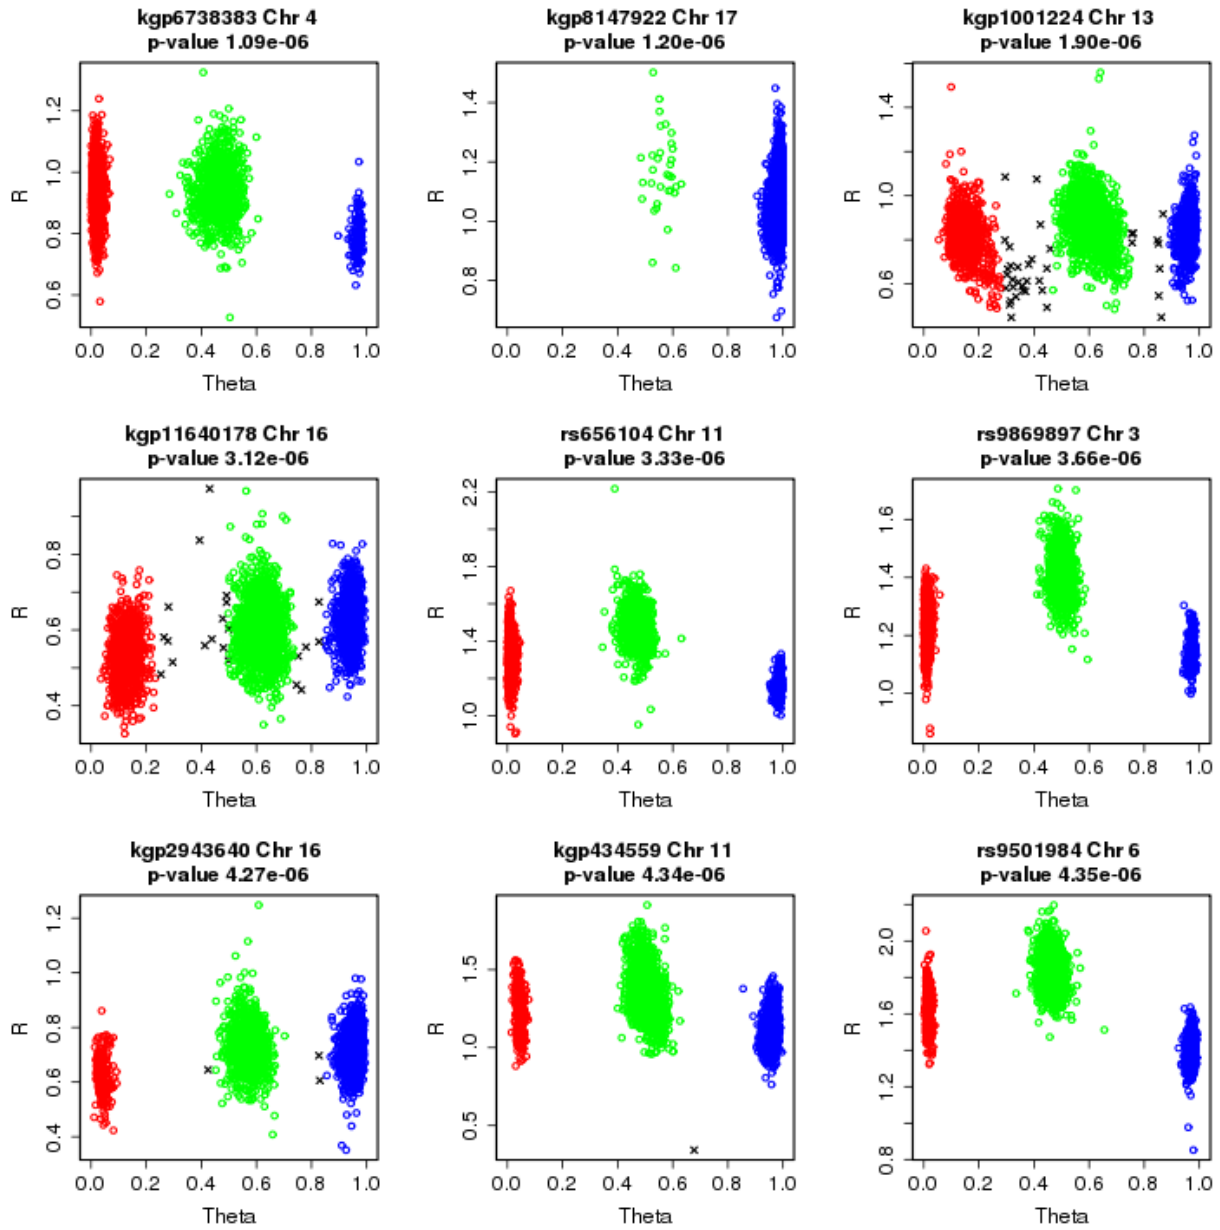 kgp6738383 Chr 4
p-value 1.09e-06
R
0.6 0.8 1.0 1.2
0.0 0.2 0.4 0.6 0.8 1.0
Theta
kgp8147922 Chr 17
p-value 1.20e-06
R
0.8 1.0 1.2 1.4
0.0 0.2 0.4 0.6 0.8 1.0
Theta
kgp1001224 Chr 13
p-value 1.90e-06
R
0.6 1.0 1.4
0.0 0.2 0.4 0.6 0.8 1.0
Theta
kgp11640178 Chr 16
p-value 3.12e-06
R
0.4 0.6 0.8
0.0 0.2 0.4 0.6 0.8 1.0
Theta
rs656104 Chr 11
p-value 3.33e-06
R
1.0 1.4 1.8 2.2
0.0 0.2 0.4 0.6 0.8 1.0
Theta
rs9869897 Chr 3
p-value 3.66e-06
R
1.0 1.2 1.4 1.6
0.0 0.2 0.4 0.6 0.8 1.0
Theta
kgp2943640 Chr 16
p-value 4.27e-06
R
0.4 0.6 0.8 1.0 1.2
0.0 0.2 0.4 0.6 0.8 1.0
Theta
kgp434559 Chr 11
p-value 4.34e-06
R
0.5 1.0 1.5
0.0 0.2 0.4 0.6 0.8 1.0
Theta
rs9501984 Chr 6
p-value 4.35e-06
R
0.8 1.2 1.6 2.0
0.0 0.2 0.4 0.6 0.8 1.0
Theta